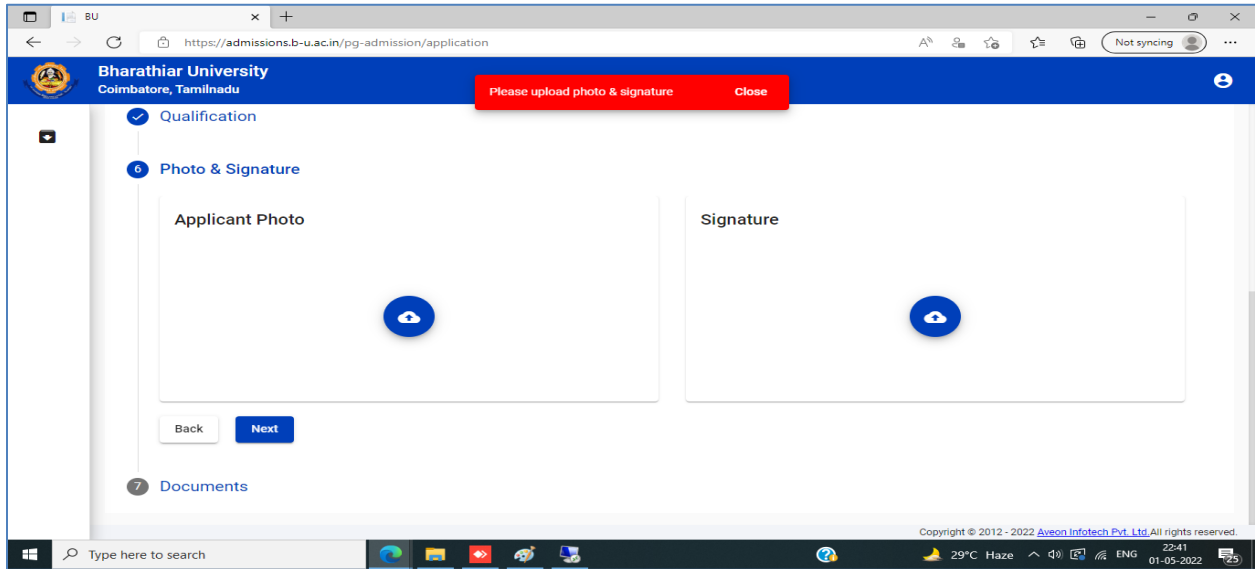 BU
https://admissions.b-u.ac.in/pg-admission/application
Not syncing
Bharathiar University
Coimbatore, Tamilnadu
Please upload photo & signature Close
Qualification
6 Photo & Signature
Applicant Photo
Signature
Back Next
7 Documents
Copyright © 2012 - 2022 Aveon Infotech Pvt. Ltd.All rights reserved.
Type here to search
29°C Haze
ENG
22:41
01-05-2022
25